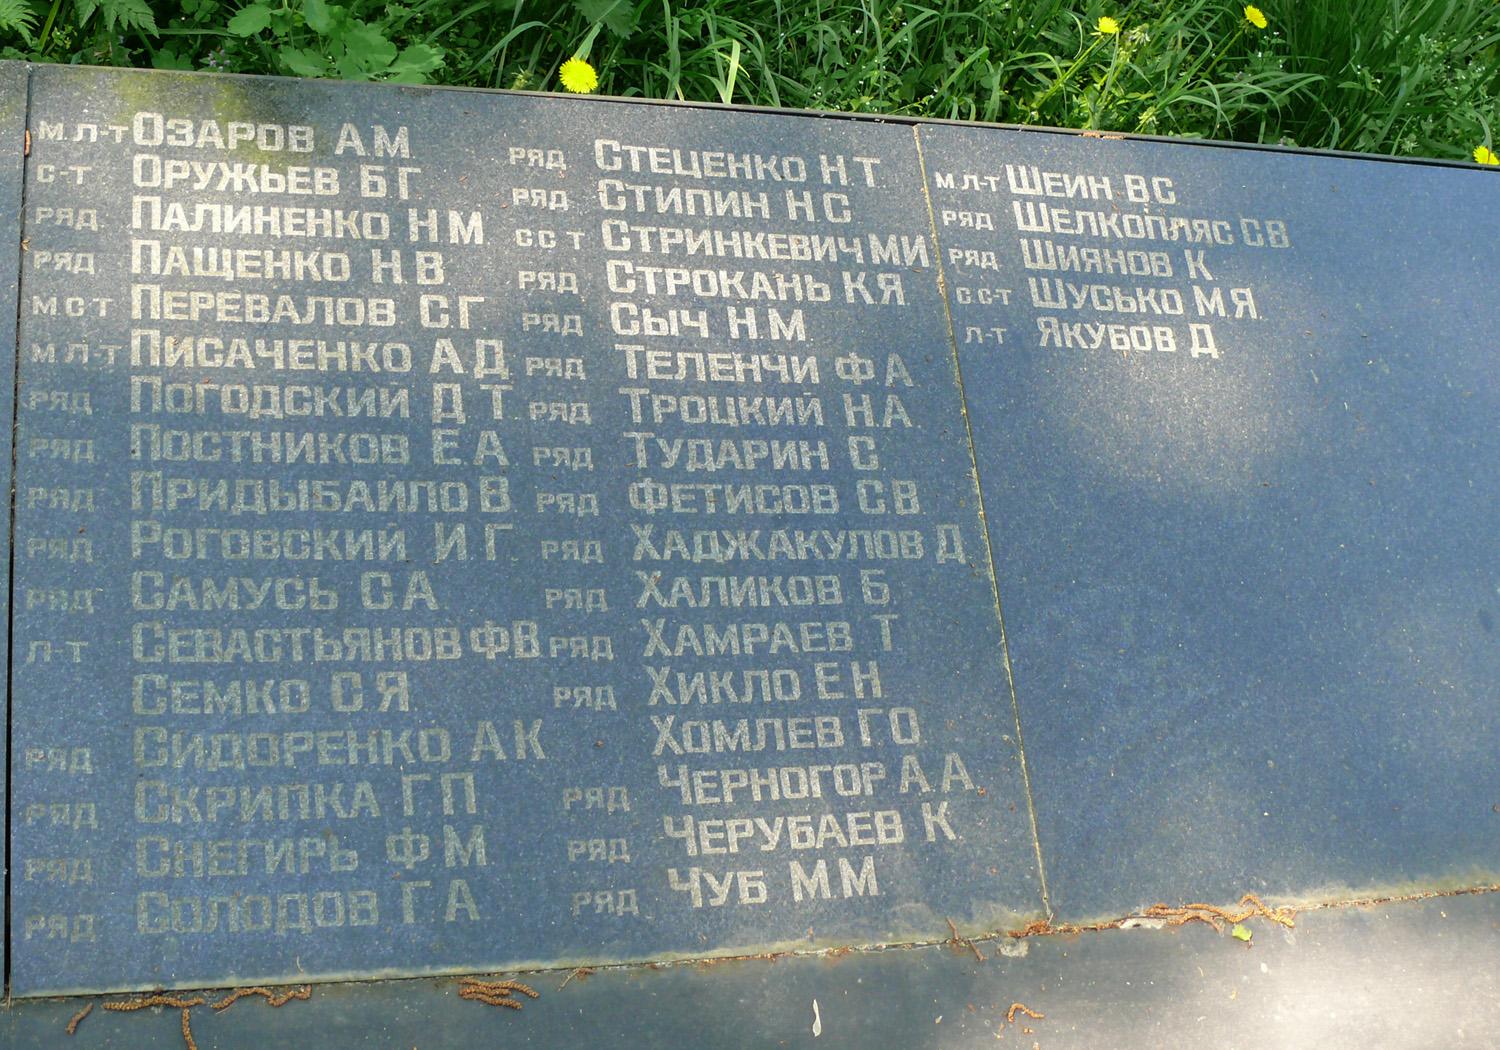 М Л-Т ОЗАРОВ А.М.
С-Т ОРУЖЬЕВ Б.Г.
РЯД ПАЛИЕНКО Н.М.
РЯД ПАЩЕНКО Н.В.
М С Т ПЕРЕВАЛОВ С.Г.
М Л-Т ПИСАЧЕНКО А.Д.
РЯД ПОГОДСКИЙ Д.Т.
РЯД ПОСТНИКОВ Е.А.
РЯД ПРИДЫБАЙЛО В.
РЯД РОГОВСКИЙ И.Г.
РЯД САМУСЬ С.А.
Л-Т СЕВАСТЬЯНОВ Ф.В.
СЕМКО С.Я.
РЯД СИДОРЕНКО А.К.
РЯД СКРИПКА Г.П.
РЯД СНЕГИРЬ Ф.М.
РЯД СОЛОДОВ Г.А.
РЯД СТЕЦЕНКО Н.Т.
РЯД СТИПИН Н.С.
С С Т СТРИНКЕВИЧ М.И.
РЯД СТРОКАНЬ К.Я.
РЯД СЫЧ Н.М.
РЯД ТЕЛЕНЧИ Ф.А.
РЯД ТРОЦКИЙ Н.А.
РЯД ТУДАРИН С.
РЯД ФЕТИСОВ С.В.
РЯД ХАДЖАКУЛОВ Д.
РЯД ХАЛИКОВ Б.
РЯД ХАМРАЕВ Т.
РЯД ХИКЛО Е.Н.
ХОМЛЕВ Г.О.
РЯД ЧЕРНОГОР А.А.
РЯД ЧЕРУБАЕВ К.
РЯД ЧУБ М.М.
М Л-Т ШЕИН В.С.
РЯД ШЕЛКОПЛЯС С.В.
РЯД ШИЯНОВ К.
С С-Т ШУСЬКО М.Я.
Л-Т ЯКУБОВ Д.